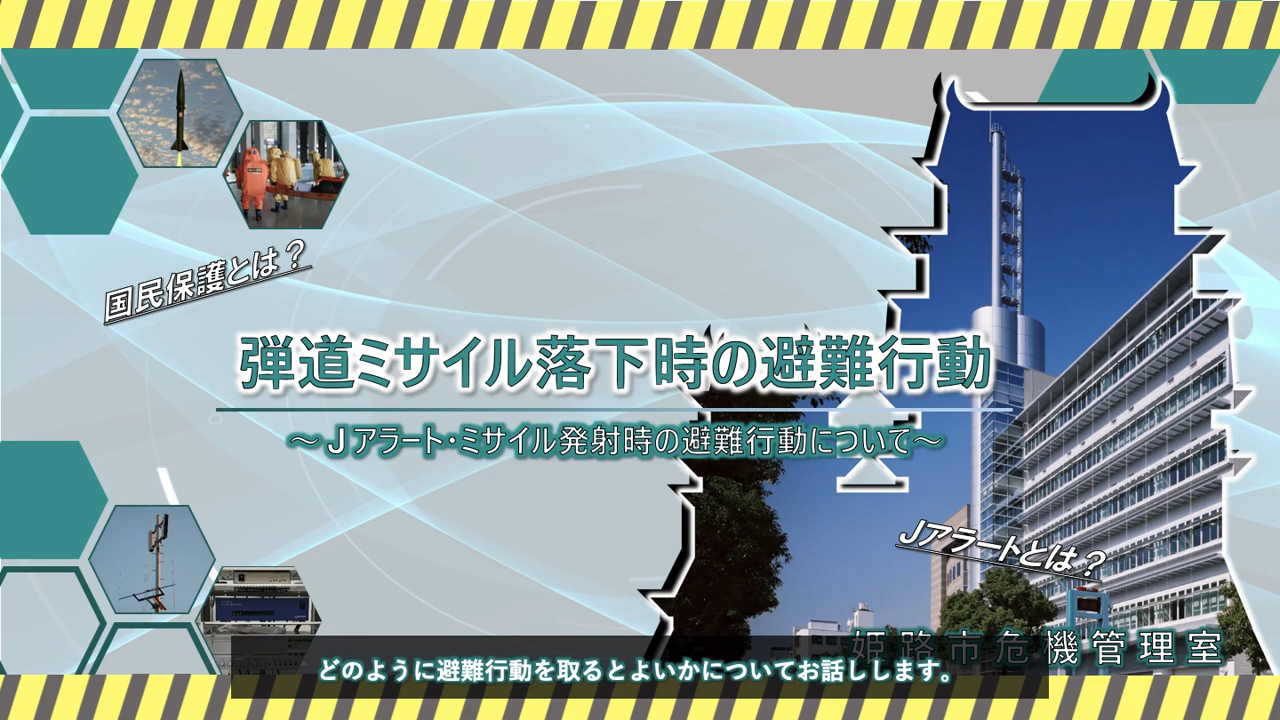 国民保護とは？
弾道ミサイル落下時の避難行動
～Jアラート・ミサイル発射時の避難行動について～
Jアラートとは？
姫路市危機管理室
どのように避難行動を取るとよいかについてお話しします。